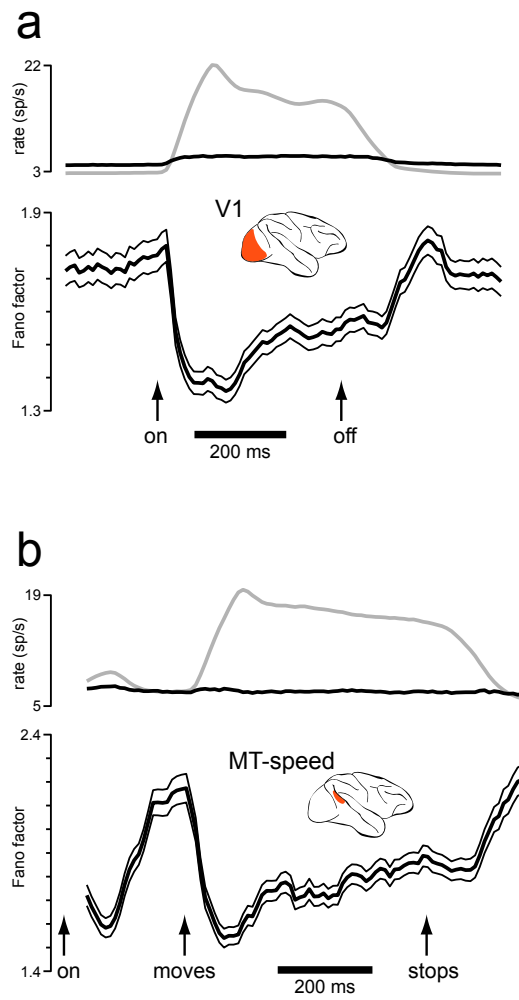 a
22
rate (sp/s)
3
1.9
V1
Fano factor
1.3
on
off
200 ms
b
19
rate (sp/s)
5
2.4
MT-speed
Fano factor
1.4
on
moves
stops
200 ms